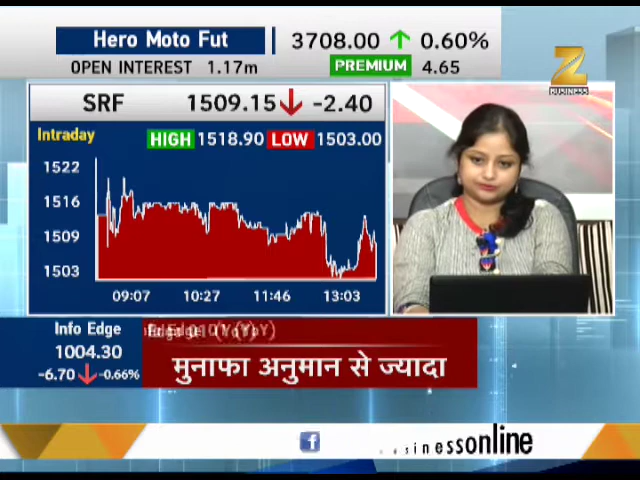 Hero Moto Fut 3708.00 ↑ 0.60%
OPEN INTEREST 1.17m PREMIUM 4.65
Z
BUSINESS
SRF 1509.15 ↓ -2.40
Intraday HIGH 1518.90 LOW 1503.00
1522
1516
1509
1503
09:07 10:27 11:46 13:03
Info Edge
1004.30
-6.70 ↓ -0.66%
मुनाफा अनुमान से ज्यादा
f